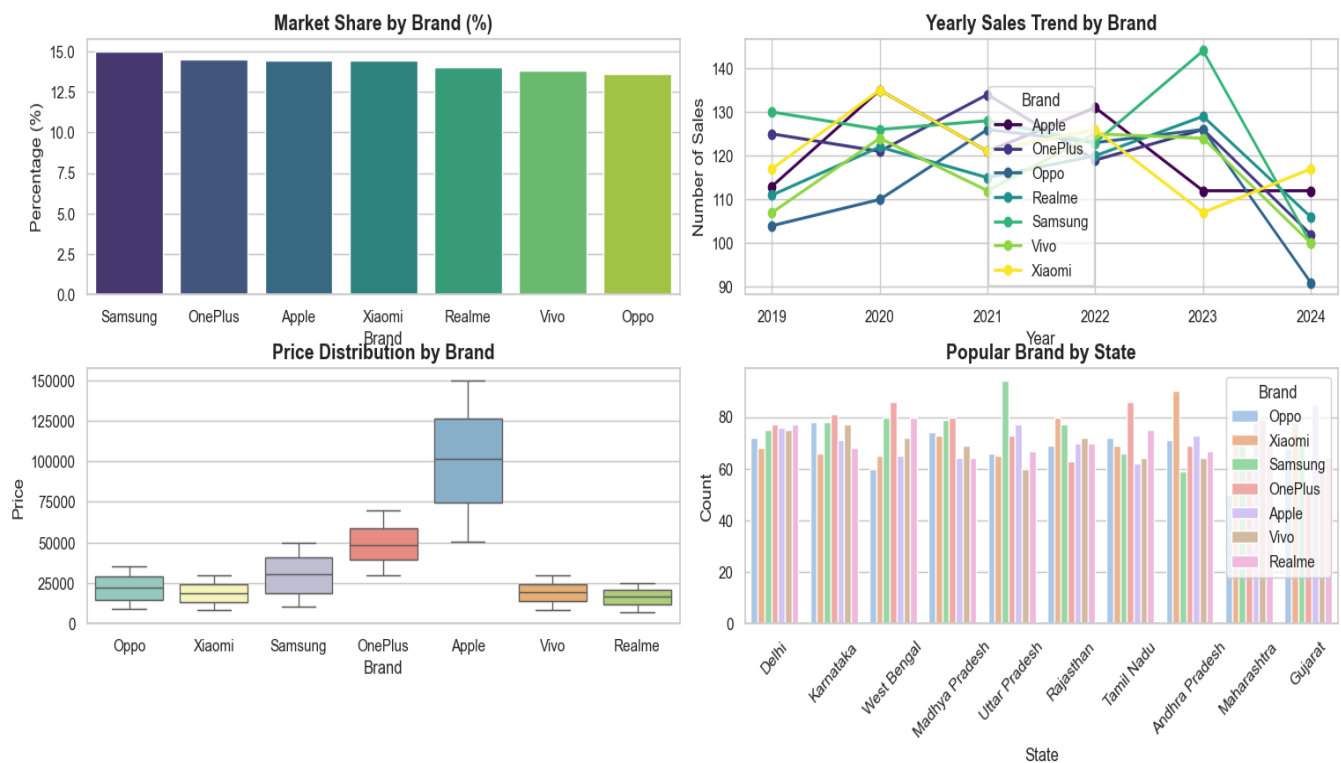 Market Share by Brand (%)
Percentage (%)
15.0
12.5
10.0
7.5
5.0
2.5
0.0
Samsung OnePlus Apple Xiaomi Realme Vivo Oppo
Brand
Yearly Sales Trend by Brand
Number of Sales
140
130
120
110
100
90
Brand
Apple
OnePlus
Oppo
Realme
Samsung
Vivo
Xiaomi
2019 2020 2021 2022 2023 2024
Year
Price Distribution by Brand
Price
150000
125000
100000
75000
50000
25000
0
Oppo Xiaomi Samsung OnePlus Apple Vivo Realme
Brand
Popular Brand by State
Count
80
60
40
20
0
Brand
Oppo
Xiaomi
Samsung
OnePlus
Apple
Vivo
Realme
Delhi Karnataka West Bengal Madhya Pradesh Uttar Pradesh Rajasthan Tamil Nadu Andhra Pradesh Maharashtra Gujarat
State